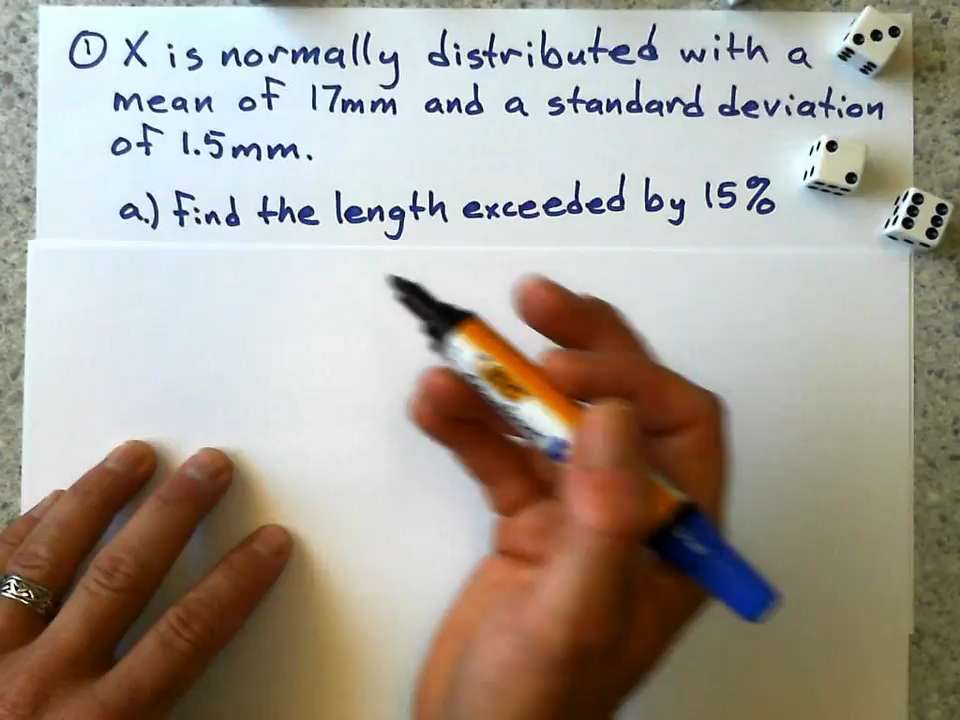 ① X is normally distributed with a
mean of 17mm and a standard deviation
of 1.5mm.
a.) Find the length exceeded by 15%